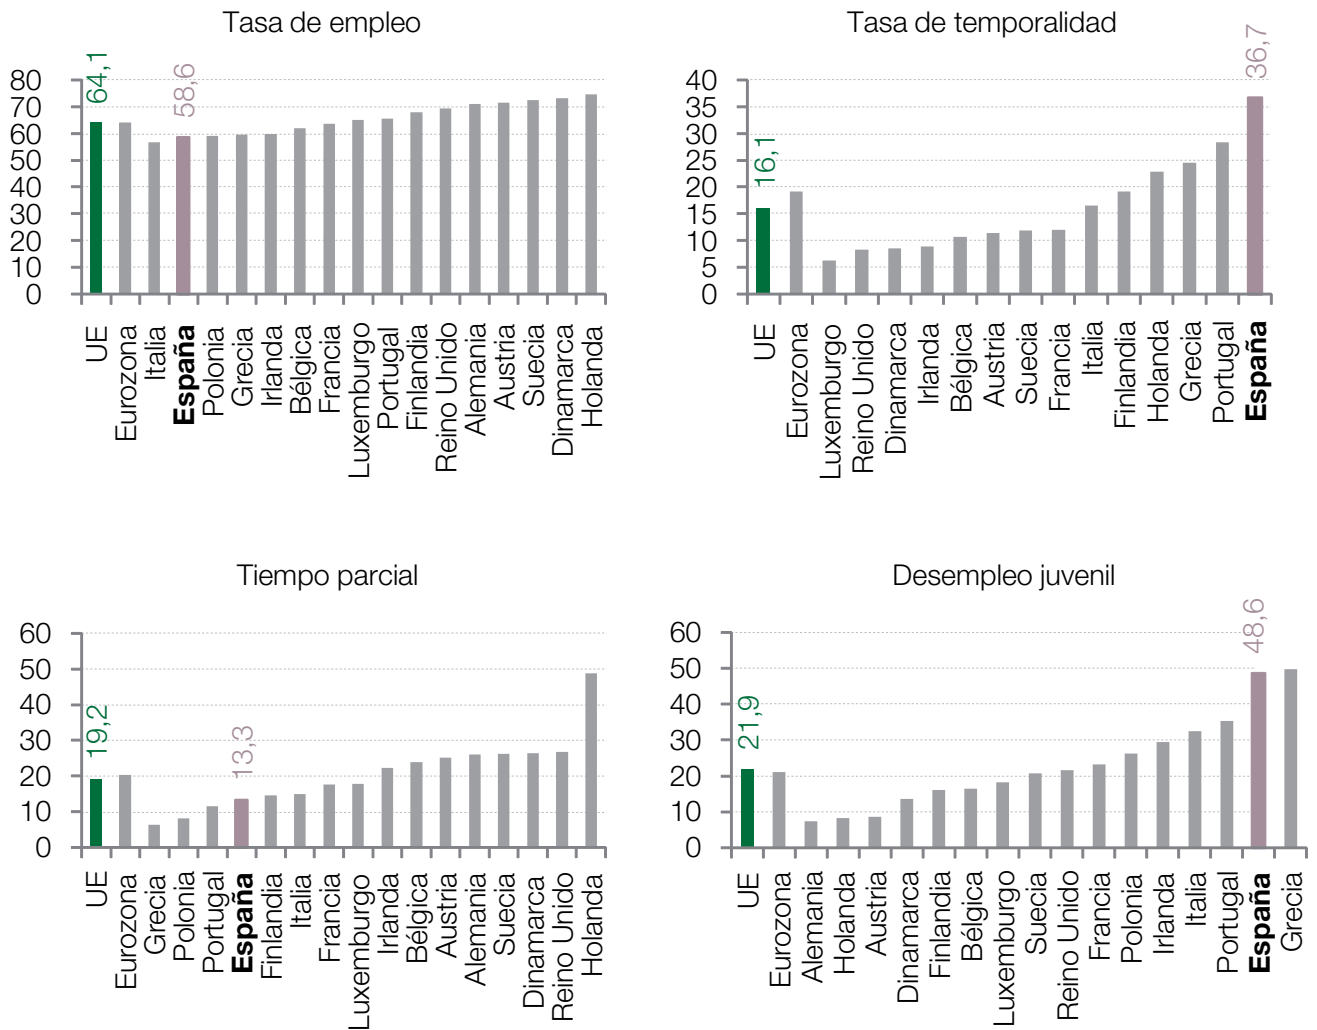 Tasa de empleo
80
70
60
50
40
30
20
10
0
64,1
58,6
UE
Eurozona
Italia
España
Polonia
Grecia
Irlanda
Bélgica
Francia
Luxemburgo
Portugal
Finlandia
Reino Unido
Alemania
Austria
Suecia
Dinamarca
Holanda
Tasa de temporalidad
40
35
30
25
20
15
10
5
0
16,1
36,7
UE
Eurozona
Luxemburgo
Reino Unido
Dinamarca
Irlanda
Bélgica
Austria
Suecia
Francia
Italia
Finlandia
Holanda
Grecia
Portugal
España
Tiempo parcial
60
50
40
30
20
10
0
19,2
13,3
UE
Eurozona
Grecia
Polonia
Portugal
España
Finlandia
Italia
Francia
Luxemburgo
Irlanda
Bélgica
Austria
Alemania
Suecia
Dinamarca
Reino Unido
Holanda
Desempleo juvenil
60
50
40
30
20
10
0
21,9
48,6
UE
Eurozona
Alemania
Holanda
Austria
Dinamarca
Finlandia
Bélgica
Luxemburgo
Suecia
Reino Unido
Francia
Polonia
Irlanda
Italia
Portugal
España
Grecia